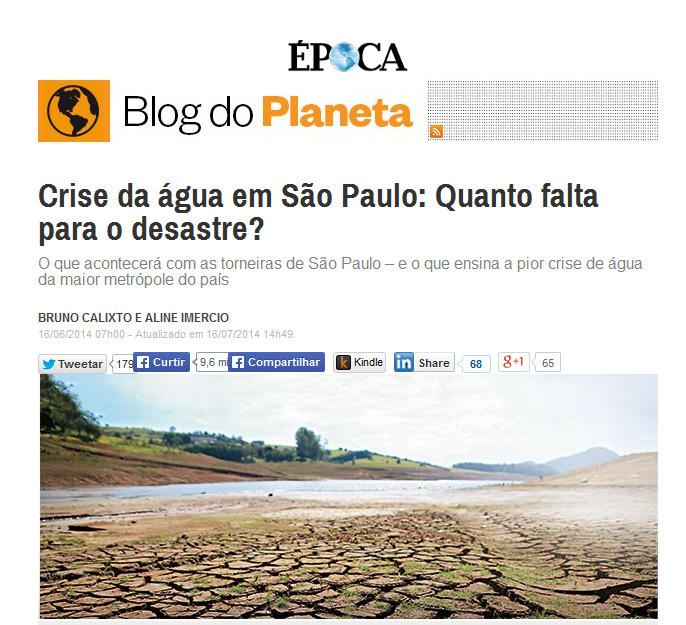 ÉPOCA
Blog do Planeta
Crise da água em São Paulo: Quanto falta
para o desastre?
O que acontecerá com as torneiras de São Paulo – e o que ensina a pior crise de água
da maior metrópole do país
BRUNO CALIXTO E ALINE IMERCIO
16/06/2014 07h00 - Atualizado em 16/07/2014 14h49
Tweetar 179 Curtir 9,6 mi Compartilhar Kindle Share 68 +1 65